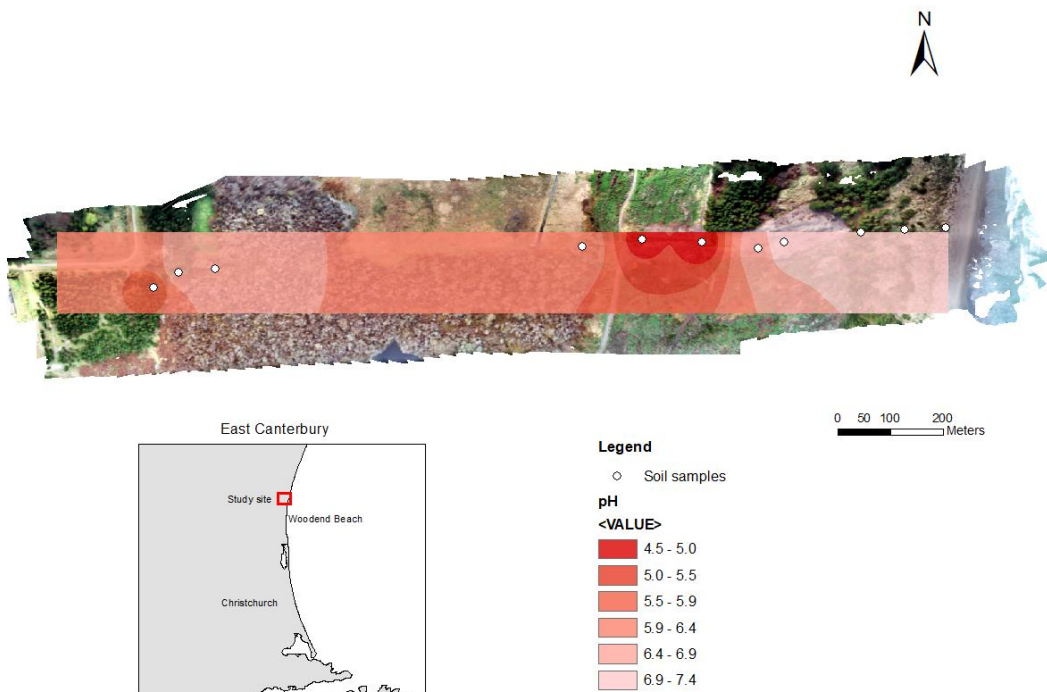 N
0 50 100 200
Meters
East Canterbury
Study site
Woodend Beach
Christchurch
Legend
Soil samples
pH
<VALUE>
4.5 - 5.0
5.0 - 5.5
5.5 - 5.9
5.9 - 6.4
6.4 - 6.9
6.9 - 7.4